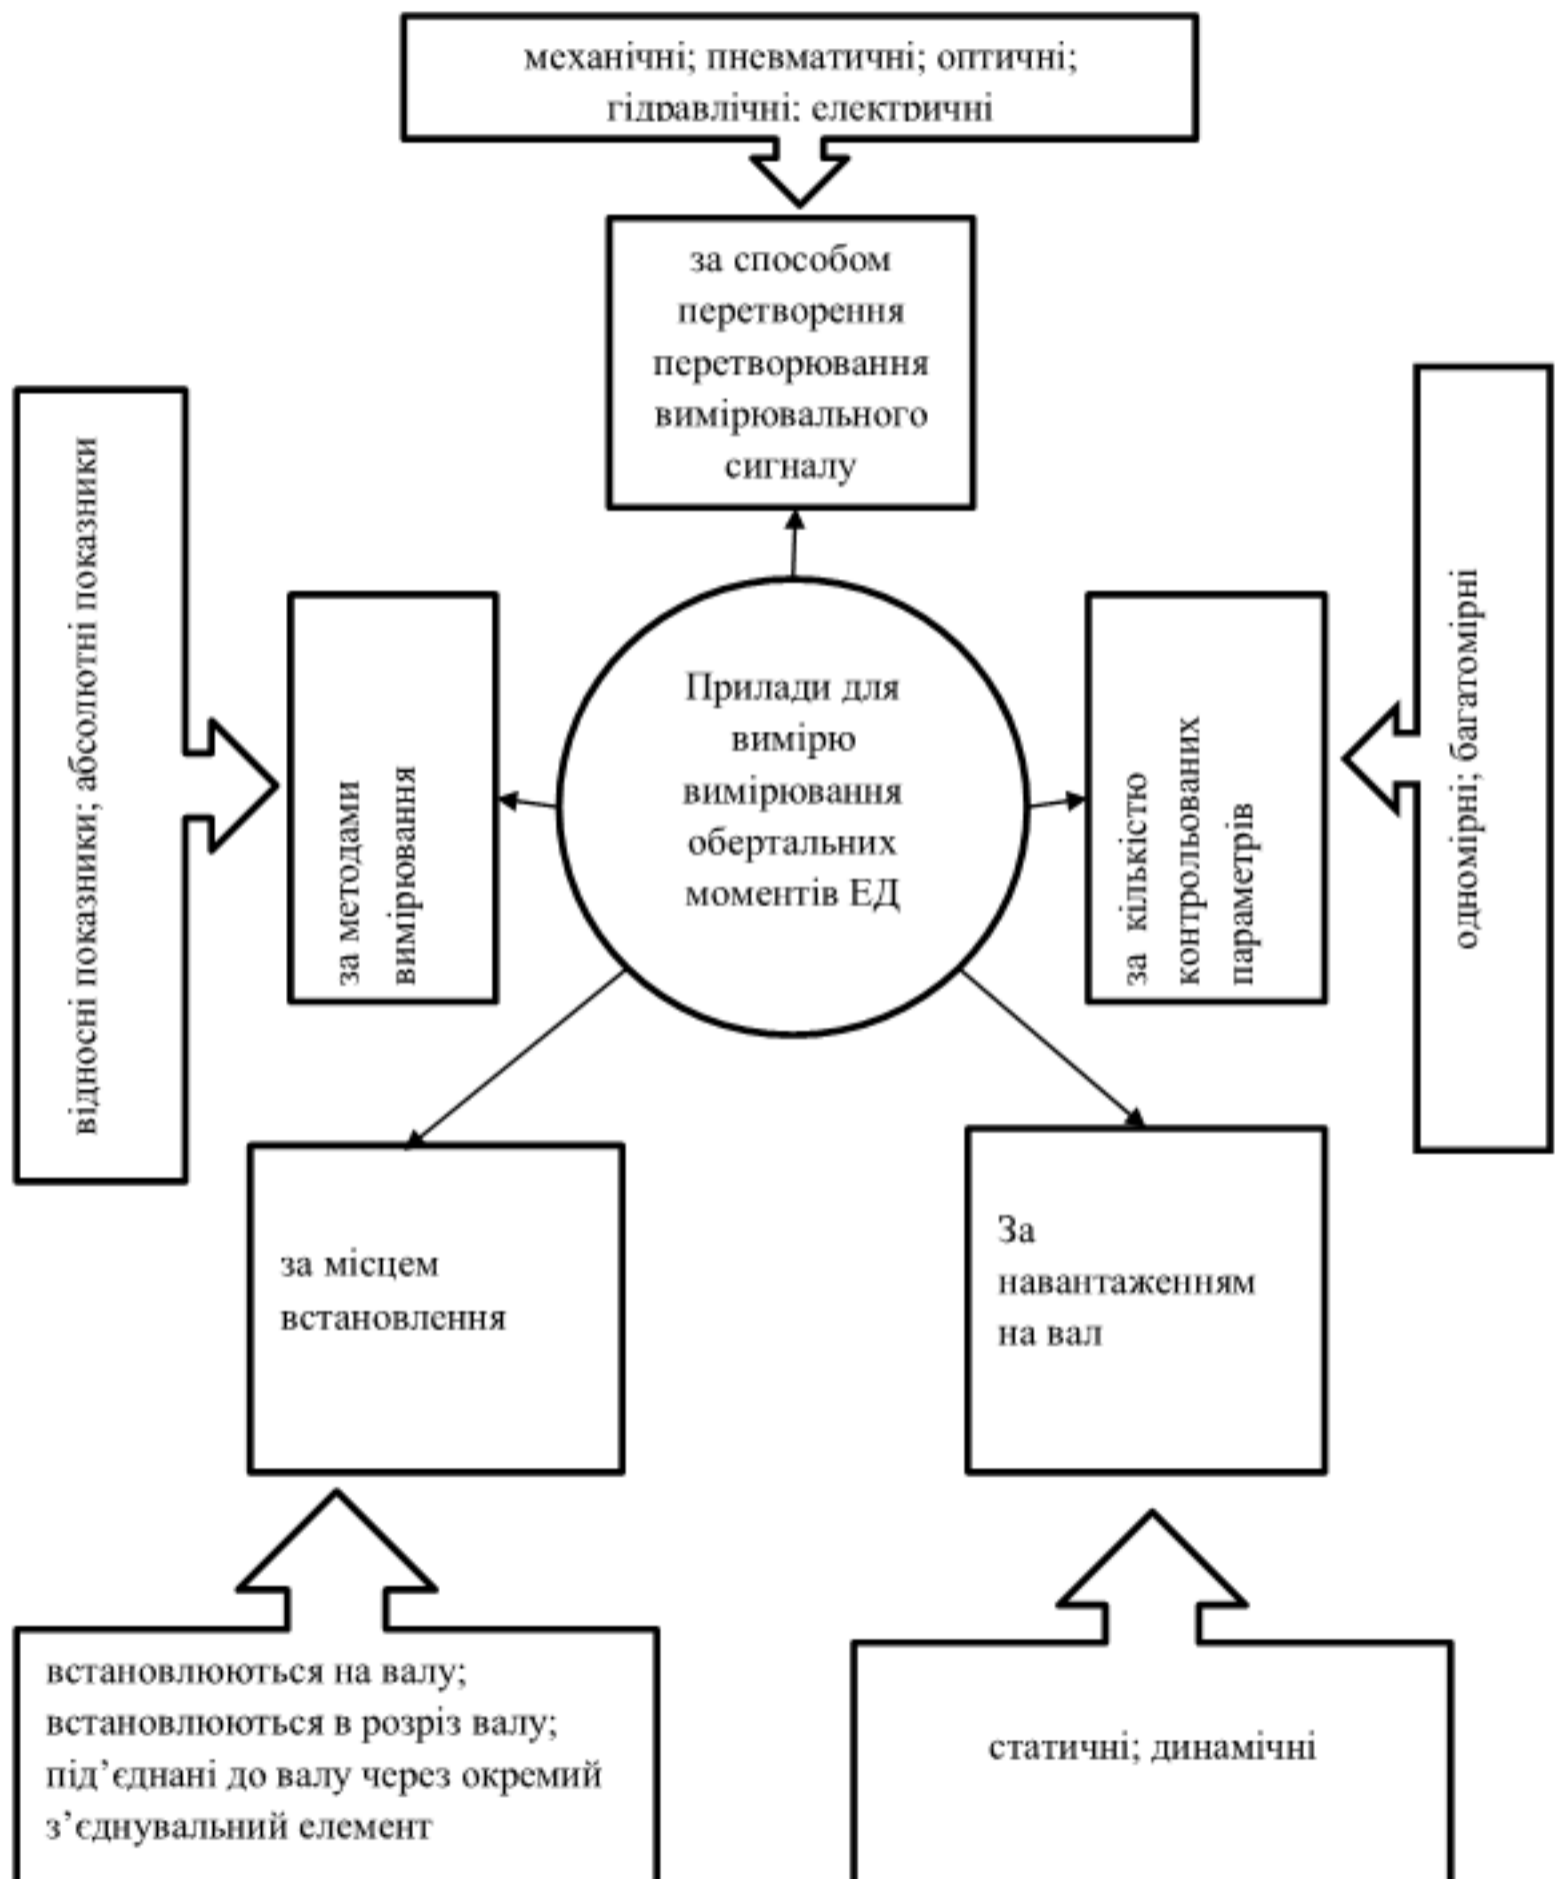 механічні; пневматичні; оптичні;
гідравлічні; електричні
за способом
перетворення
перетворювання
вимірювального
сигналу
відносні показники; абсолютні показники
за методами
вимірювання
Прилади для
виміру
вимірювання
обертальних
моментів ЕД
за кількістю
контрольованих
параметрів
одномірні; багатомірні
за місцем
встановлення
За
навантаженням
на вал
встановлюються на валу;
встановлюються в розріз валу;
під’єднані до валу через окремий
з’єднувальний елемент
статичні; динамічні